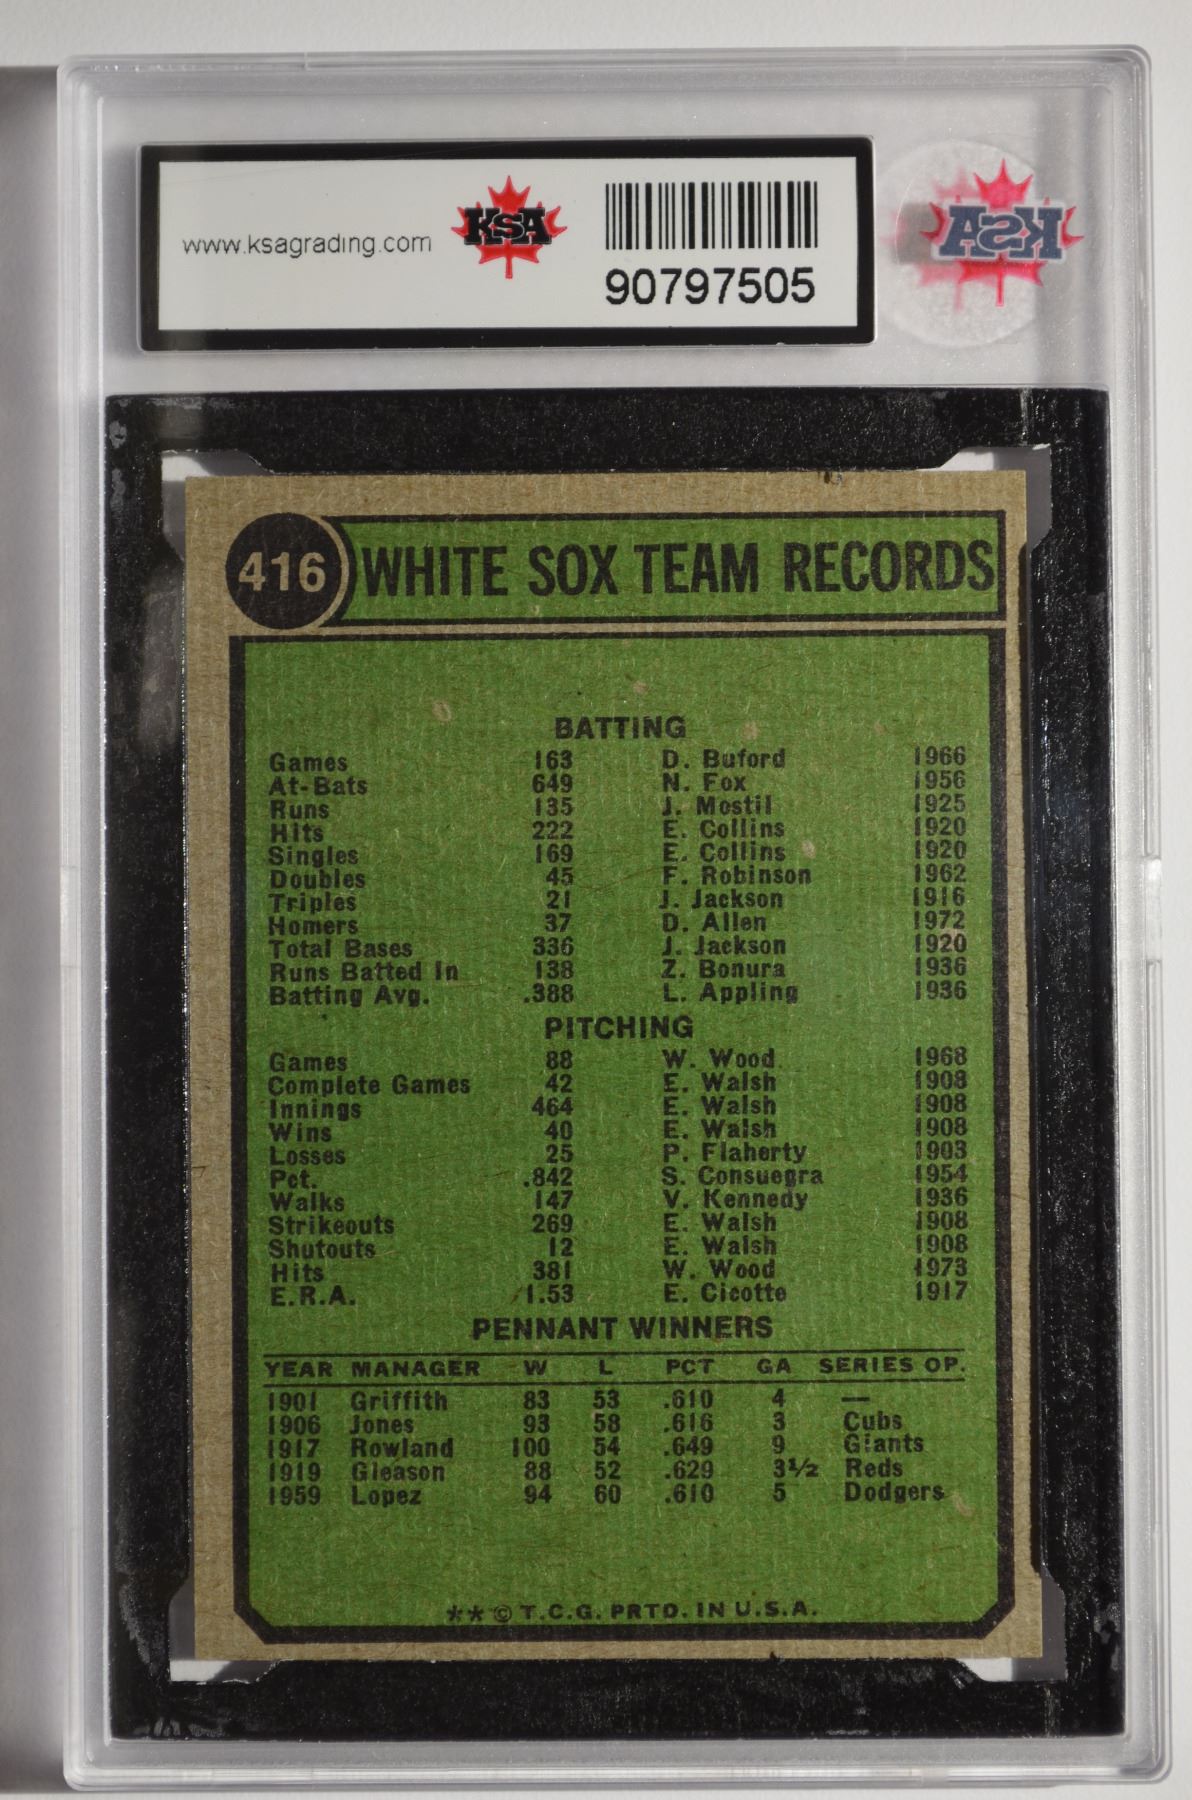 www.ksagrading.com
KSA
90797505
KSA
416 WHITE SOX TEAM RECORDS
BATTING
Games 163 D. Buford 1966
At-Bats 649 N. Fox 1956
Runs 135 J. Mostil 1925
Hits 222 E. Collins 1920
Singles 169 E. Collins 1920
Doubles 45 F. Robinson 1962
Triples 21 J. Jackson 1916
Homers 37 D. Allen 1972
Total Bases 336 J. Jackson 1920
Runs Batted In 138 Z. Bonura 1936
Batting Avg. .388 L. Appling 1936
PITCHING
Games 88 W. Wood 1968
Complete Games 42 E. Walsh 1908
Innings 464 E. Walsh 1908
Wins 40 E. Walsh 1908
Losses 25 P. Flaherty 1903
Pct. .842 S. Consuegra 1954
Walks 147 V. Kennedy 1936
Strikeouts 269 E. Walsh 1908
Shutouts 12 E. Walsh 1908
Hits 381 W. Wood 1973
E.R.A. 1.53 E. Cicotte 1917
PENNANT WINNERS
YEAR MANAGER W L PCT GA SERIES OP.
1901 Griffith 83 53 .610 4 —
1906 Jones 93 58 .616 3 Cubs
1917 Rowland 100 54 .649 9 Giants
1919 Gleason 88 52 .629 3½ Reds
1959 Lopez 94 60 .610 5 Dodgers
**© T.C.G. PRTD. IN U.S.A.